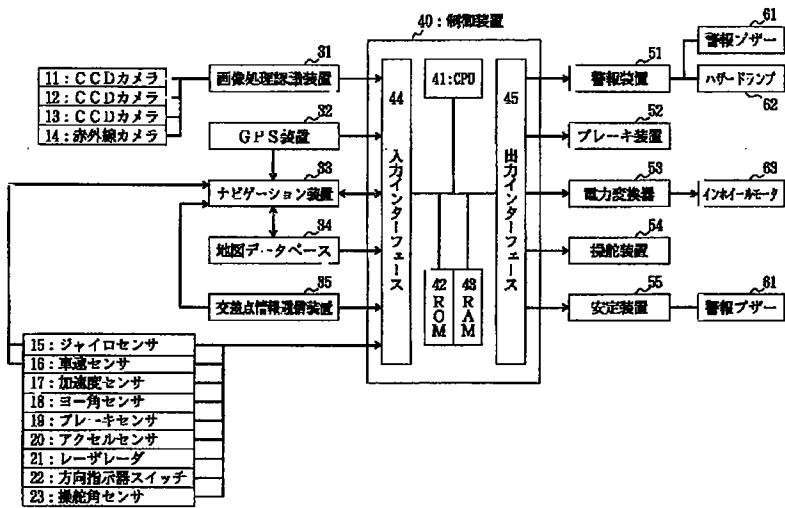 40：制御装置
11：CCDカメラ
12：CCDカメラ
13：CCDカメラ
14：赤外線カメラ
31
画像処理認識装置
32
GPS装置
33
ナビゲーション装置
34
地図データベース
35
交差点情報通信装置
15：ジャイロセンサ
16：車速センサ
17：加速度センサ
18：ヨー角センサ
19：ブレーキセンサ
20：アクセルセンサ
21：レーザレーダ
22：方向指示器スイッチ
23：操舵角センサ
44
入力インターフェース
41:CPU
42
ROM
43
RAM
45
出力インターフェース
51
警報装置
52
ブレーキ装置
53
電力変換器
54
操舵装置
55
安定装置
61
警報ブザー
ハザードランプ
62
63
インホイールモータ
61
警報ブザー